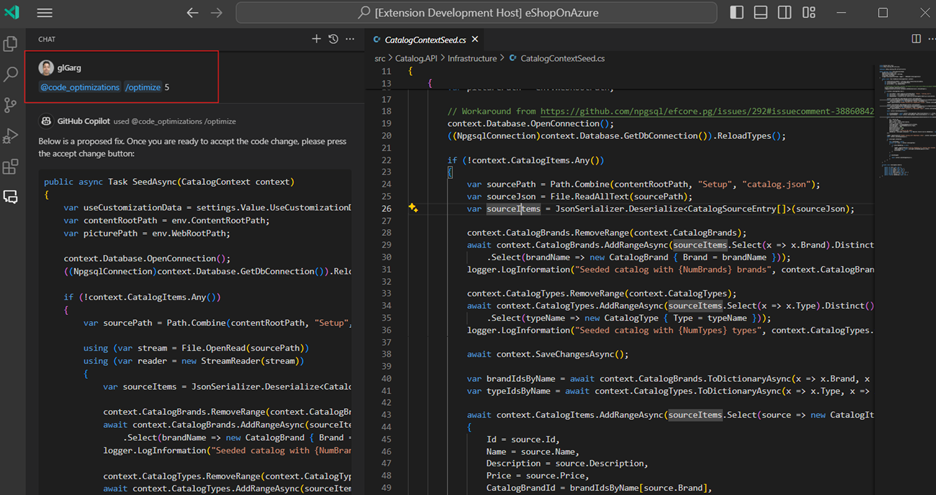 [Extension Development Host] eShopOnAzure
CHAT
glGarg
@code_optimizations /optimize 5
GitHub Copilot used @code_optimizations /optimize
Below is a proposed fix. Once you are ready to accept the code change, please press
the accept change button:
public async Task SeedAsync(CatalogContext context)
{
var useCustomizationData = settings.Value.UseCustomizationD
var contentRootPath = env.ContentRootPath;
var picturePath = env.WebRootPath;
context.Database.OpenConnection();
((NpgsqlConnection)context.Database.GetDbConnection()).Relo
if (!context.CatalogItems.Any())
{
var sourcePath = Path.Combine(contentRootPath, "Setup",
using (var stream = File.OpenRead(sourcePath))
using (var reader = new StreamReader(stream))
{
var sourceItems = JsonSerializer.Deserialize<Catalo
context.CatalogBrands.RemoveRange(context.CatalogBr
await context.CatalogBrands.AddRangeAsync(sourceIte
.Select(brandName => new CatalogBrand { Brand =
logger.LogInformation("Seeded catalog with {NumBran
context.CatalogTypes.RemoveRange(context.CatalogTyp
await context.CatalogTypes.AddRangeAsync(sourceItem
CatalogContextSeed.cs
src > Catalog.API > Infrastructure > CatalogContextSeed.cs
11 {
13 {
17
18 // Workaround from https://github.com/npgsql/efcore.pg/issues/292#issuecomment-38860842
19 context.Database.OpenConnection();
20 ((NpgsqlConnection)context.Database.GetDbConnection()).ReloadTypes();
21
22 if (!context.CatalogItems.Any())
23 {
24 var sourcePath = Path.Combine(contentRootPath, "Setup", "catalog.json");
25 var sourceJson = File.ReadAllText(sourcePath);
26 var sourceItems = JsonSerializer.Deserialize<CatalogSourceEntry[]>(sourceJson);
27
28 context.CatalogBrands.RemoveRange(context.CatalogBrands);
29 await context.CatalogBrands.AddRangeAsync(sourceItems.Select(x => x.Brand).Distinct
30 .Select(brandName => new CatalogBrand { Brand = brandName }));
31 logger.LogInformation("Seeded catalog with {NumBrands} brands", context.CatalogBran
32
33 context.CatalogTypes.RemoveRange(context.CatalogTypes);
34 await context.CatalogTypes.AddRangeAsync(sourceItems.Select(x => x.Type).Distinct()
35 .Select(typeName => new CatalogType { Type = typeName }));
36 logger.LogInformation("Seeded catalog with {NumTypes} types", context.CatalogTypes.
37
38 await context.SaveChangesAsync();
39
40 var brandIdsByName = await context.CatalogBrands.ToDictionaryAsync(x => x.Brand, x
41 var typeIdsByName = await context.CatalogTypes.ToDictionaryAsync(x => x.Type, x =>
42
43 await context.CatalogItems.AddRangeAsync(sourceItems.Select(source => new CatalogIt
44 {
45 Id = source.Id,
46 Name = source.Name,
47 Description = source.Description,
48 Price = source.Price,
49 CatalogBrandId = brandIdsByName[source.Brand],